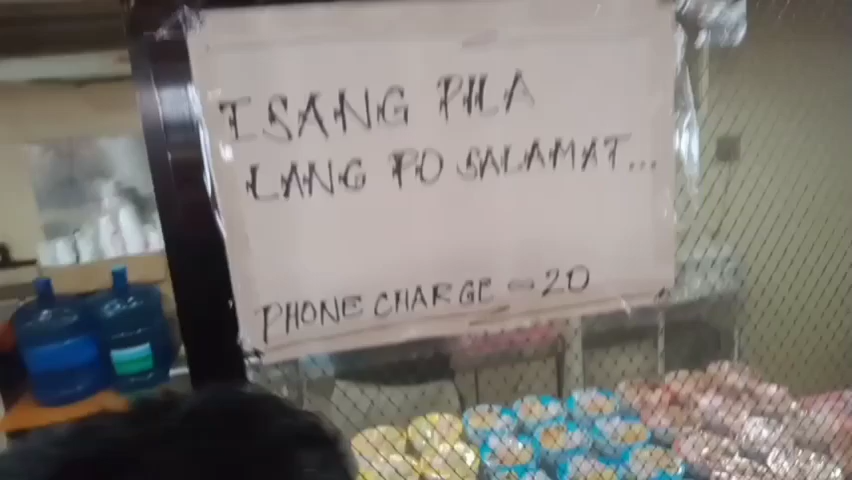 ISANG PILA
LANG PO SALAMAT...
PHONE CHARGE - 20